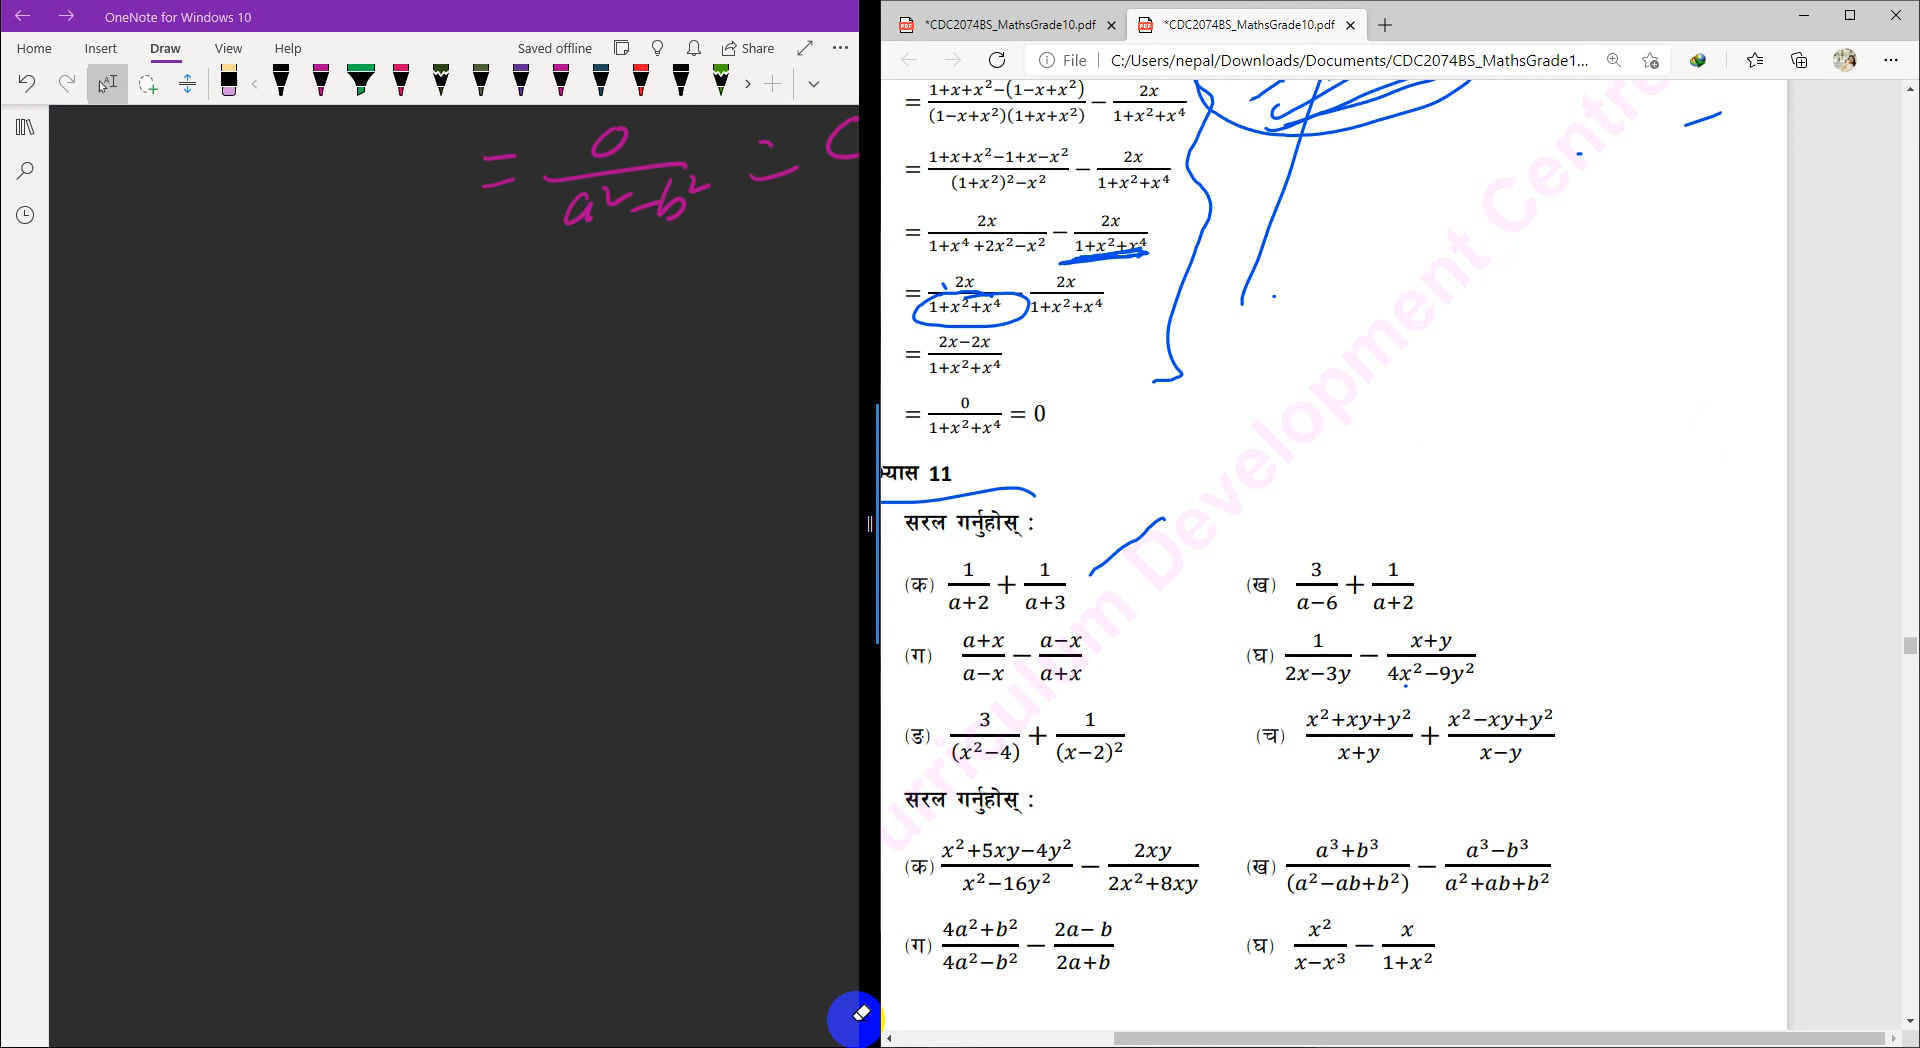 OneNote for Windows 10
Home Insert Draw View Help Saved offline Share
= 0/(a²-b²) =
*CDC2074BS_MathsGrade10.pdf *CDC2074BS_MathsGrade10.pdf
File C:/Users/nepal/Downloads/Documents/CDC2074BS_MathsGrade1...
= (1+x+x²−(1−x+x²))/((1−x+x²)(1+x+x²)) − 2x/(1+x²+x⁴)
= (1+x+x²−1+x−x²)/((1+x²)²−x²) − 2x/(1+x²+x⁴)
= 2x/(1+x⁴+2x²−x²) − 2x/(1+x²+x⁴)
= 2x/(1+x²+x⁴) − 2x/(1+x²+x⁴)
= (2x−2x)/(1+x²+x⁴)
= 0/(1+x²+x⁴) = 0
भ्यास 11
सरल गर्नुहोस् :
(क) 1/(a+2) + 1/(a+3) (ख) 3/(a−6) + 1/(a+2)
(ग) (a+x)/(a−x) − (a−x)/(a+x) (घ) 1/(2x−3y) − (x+y)/(4x²−9y²)
(ङ) 3/(x²−4) + 1/(x−2)² (च) (x²+xy+y²)/(x+y) + (x²−xy+y²)/(x−y)
सरल गर्नुहोस् :
(क) (x²+5xy−4y²)/(x²−16y²) − 2xy/(2x²+8xy) (ख) (a³+b³)/(a²−ab+b²) − (a³−b³)/(a²+ab+b²)
(ग) (4a²+b²)/(4a²−b²) − (2a−b)/(2a+b) (घ) x²/(x−x³) − x/(1+x²)
urriculum Development Centr